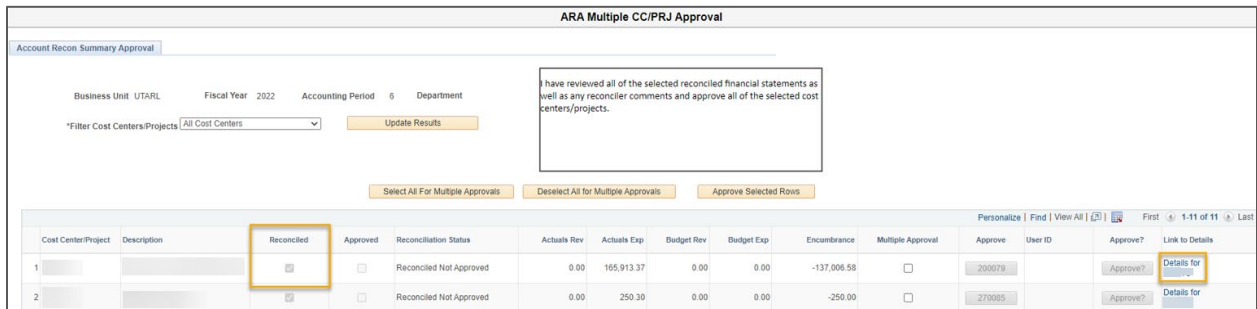 ARA Multiple CC/PRJ Approval
Account Recon Summary Approval
I have reviewed all of the selected reconciled financial statements as
well as any reconciler comments and approve all of the selected cost
centers/projects.
Business Unit UTARL Fiscal Year 2022 Accounting Period 6 Department
*Filter Cost Centers/Projects All Cost Centers Update Results
Select All For Multiple Approvals Deselect All for Multiple Approvals Approve Selected Rows
Personalize | Find | View All | First 1-11 of 11 Last
Cost Center/Project Description Reconciled Approved Reconciliation Status Actuals Rev Actuals Exp Budget Rev Budget Exp Encumbrance Multiple Approval Approve User ID Approve? Link to Details
1 Reconciled Not Approved 0.00 165,913.37 0.00 0.00 -137,006.58 200079 Approve? Details for
2 Reconciled Not Approved 0.00 250.30 0.00 0.00 -250.00 270085 Approve? Details for